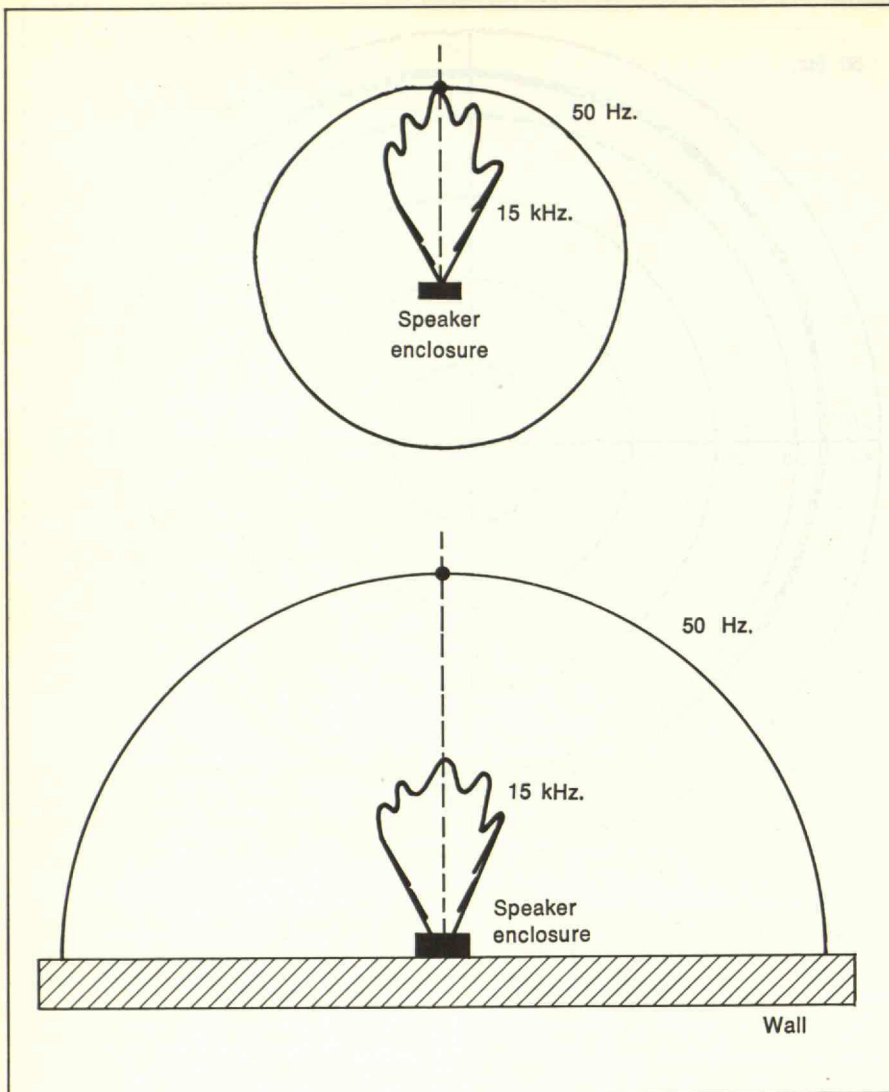 50 Hz.
15 kHz.
Speaker
enclosure
50 Hz.
15 kHz.
Speaker
enclosure
Wall